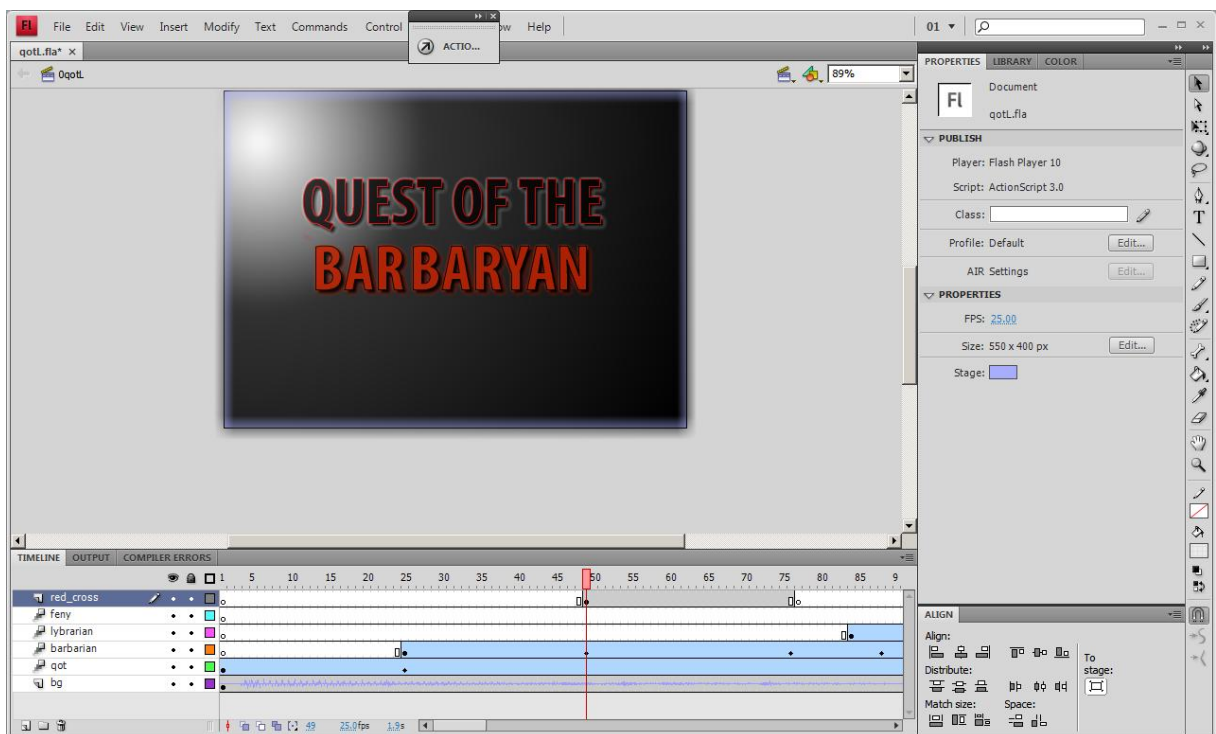 Fl File Edit View Insert Modify Text Commands Control ow Help 01
ACTIO...
qotL.fla* ×
0qotL 89%
QUEST OF THE
BARBARYAN
PROPERTIES LIBRARY COLOR
Fl
Document
qotL.fla
PUBLISH
Player: Flash Player 10
Script: ActionScript 3.0
Class:
Profile: Default Edit...
AIR Settings Edit...
PROPERTIES
FPS: 25.00
Size: 550 x 400 px Edit...
Stage:
T
TIMELINE OUTPUT COMPILER ERRORS
1 5 10 15 20 25 30 35 40 45 50 55 60 65 70 75 80 85 9
red_cross
feny
lybrarian
barbarian
qot
bg
49 25.0fps 1.9s
ALIGN
Align:
Distribute:
Match size: Space:
To
stage: